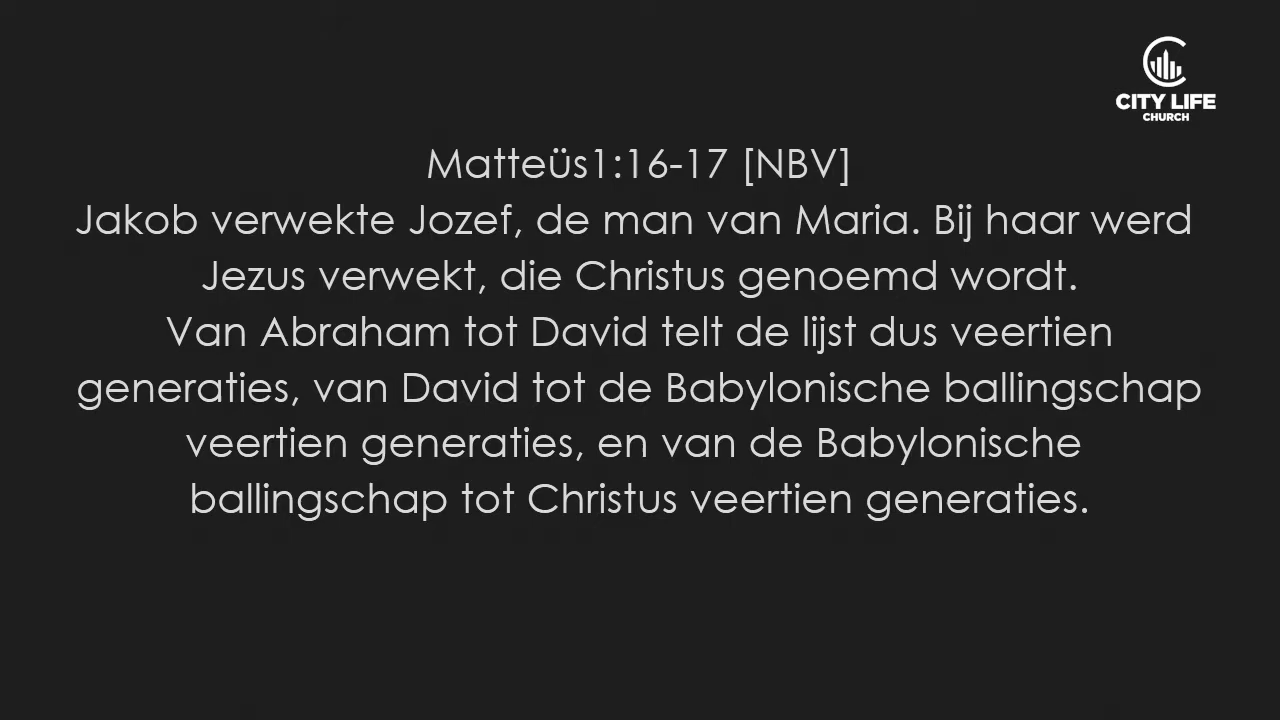 CITY LIFE
CHURCH
Matteüs1:16-17 [NBV]
Jakob verwekte Jozef, de man van Maria. Bij haar werd
Jezus verwekt, die Christus genoemd wordt.
Van Abraham tot David telt de lijst dus veertien
generaties, van David tot de Babylonische ballingschap
veertien generaties, en van de Babylonische
ballingschap tot Christus veertien generaties.